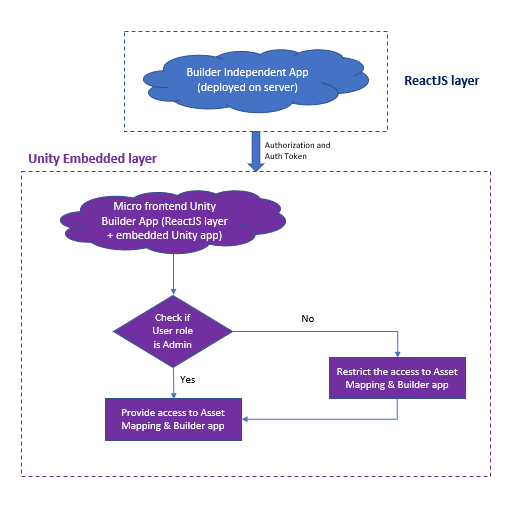 Builder Independent App
(deployed on server)
ReactJS layer
Authorization and
Auth Token
Unity Embedded layer
Micro frontend Unity
Builder App (ReactJS layer
+ embedded Unity app)
Check if
User role
is Admin
No
Yes
Restrict the access to Asset
Mapping & Builder app
Provide access to Asset
Mapping & Builder app